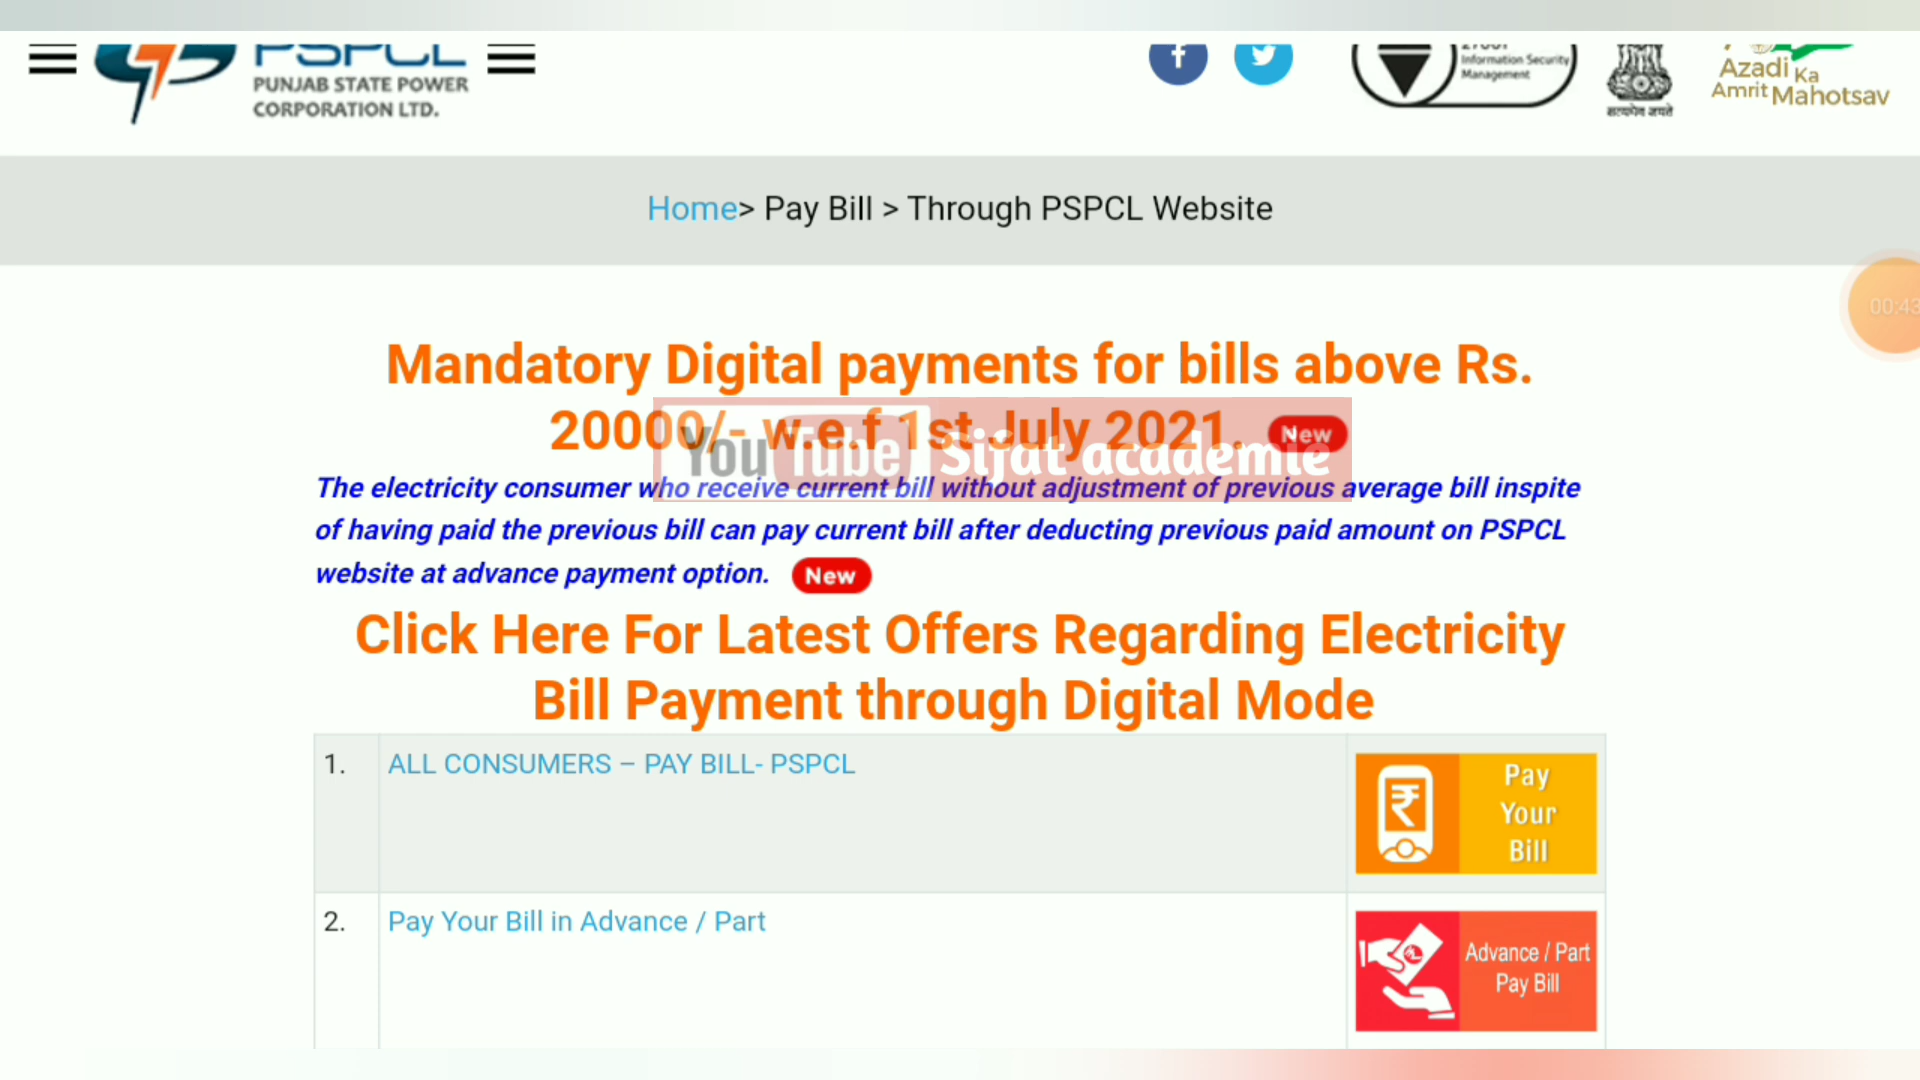 PSPCL
PUNJAB STATE POWER
CORPORATION LTD.
Information Security
Management
सत्यमेव जयते
Azadi Ka
Amrit Mahotsav
Home> Pay Bill > Through PSPCL Website
00:43
Mandatory Digital payments for bills above Rs.
20000/- w.e.f 1st July 2021. New
YouTube Sifat academie
The electricity consumer who receive current bill without adjustment of previous average bill inspite
of having paid the previous bill can pay current bill after deducting previous paid amount on PSPCL
website at advance payment option. New
Click Here For Latest Offers Regarding Electricity
Bill Payment through Digital Mode
1. ALL CONSUMERS – PAY BILL- PSPCL
Pay
Your
Bill
2. Pay Your Bill in Advance / Part
Advance / Part
Pay Bill